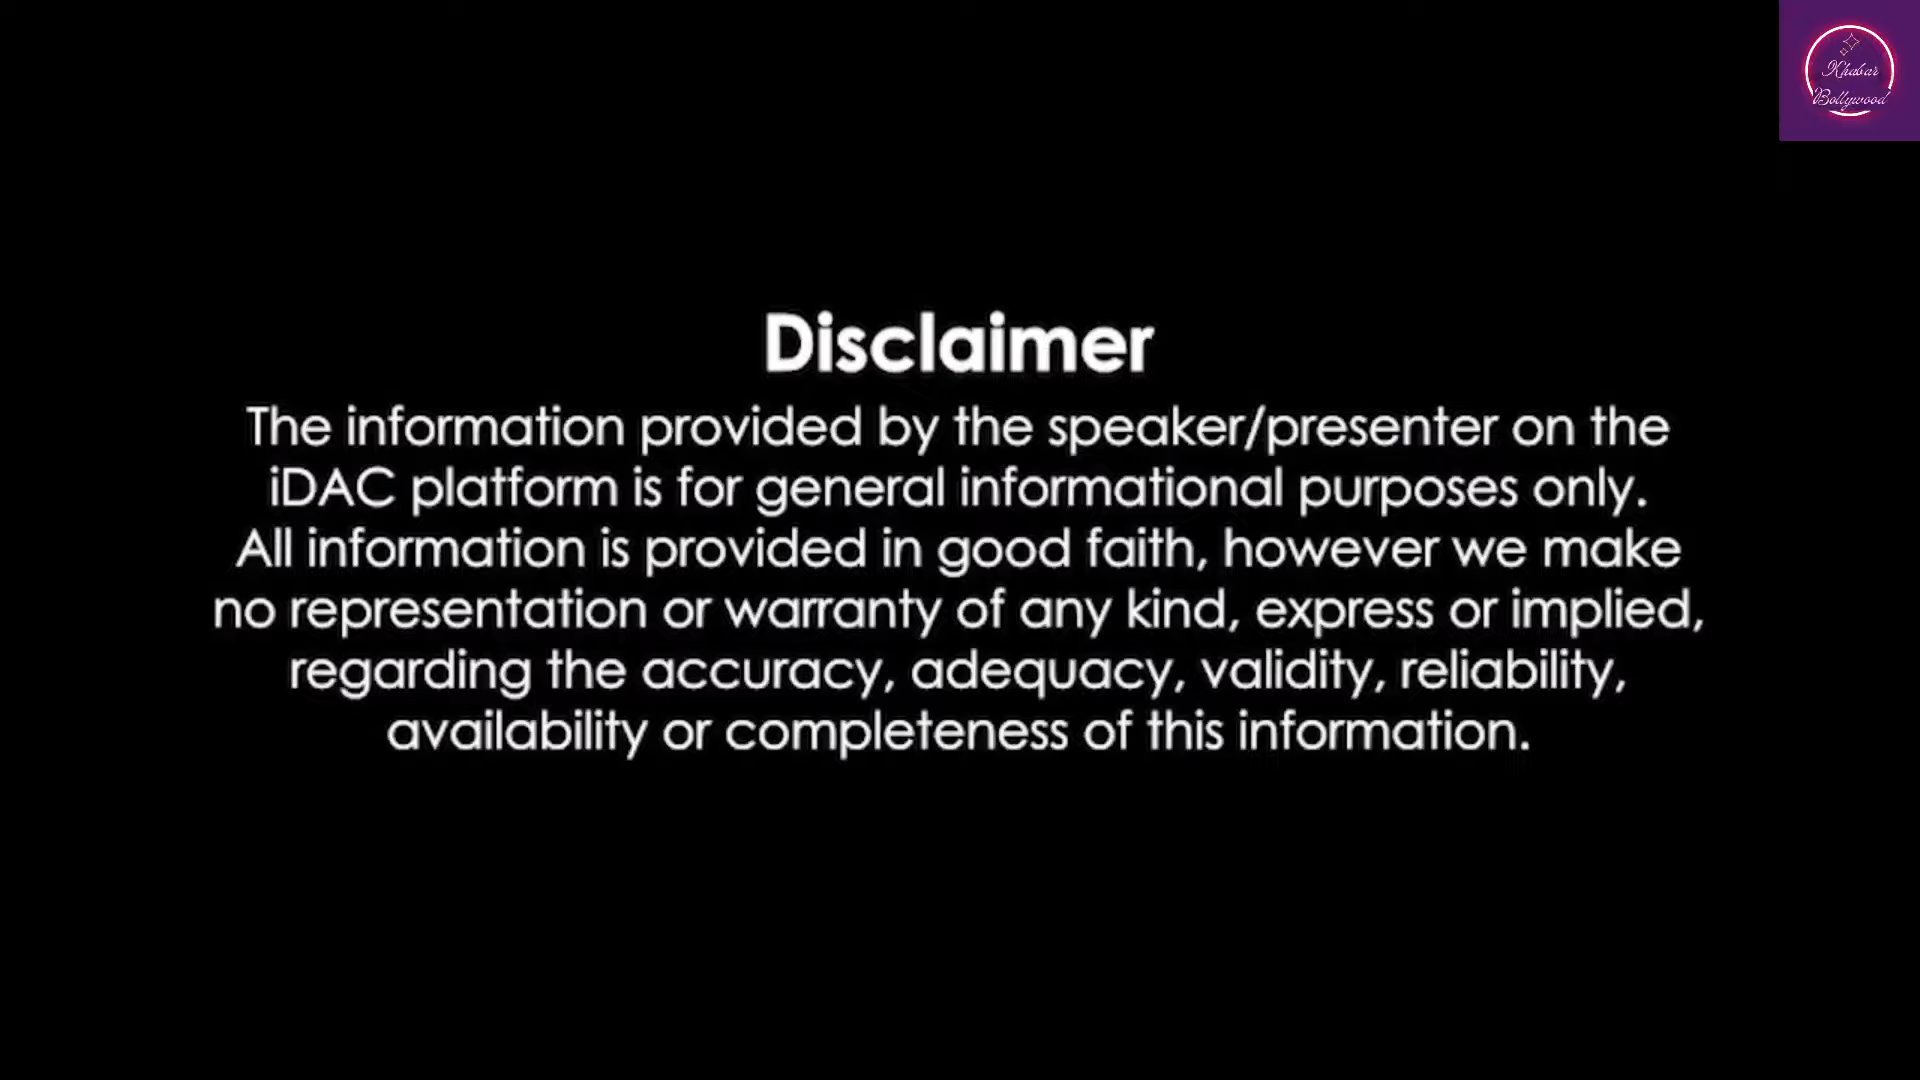 Khabar
Bollywood
Disclaimer
The information provided by the speaker/presenter on the
iDAC platform is for general informational purposes only.
All information is provided in good faith, however we make
no representation or warranty of any kind, express or implied,
regarding the accuracy, adequacy, validity, reliability,
availability or completeness of this information.